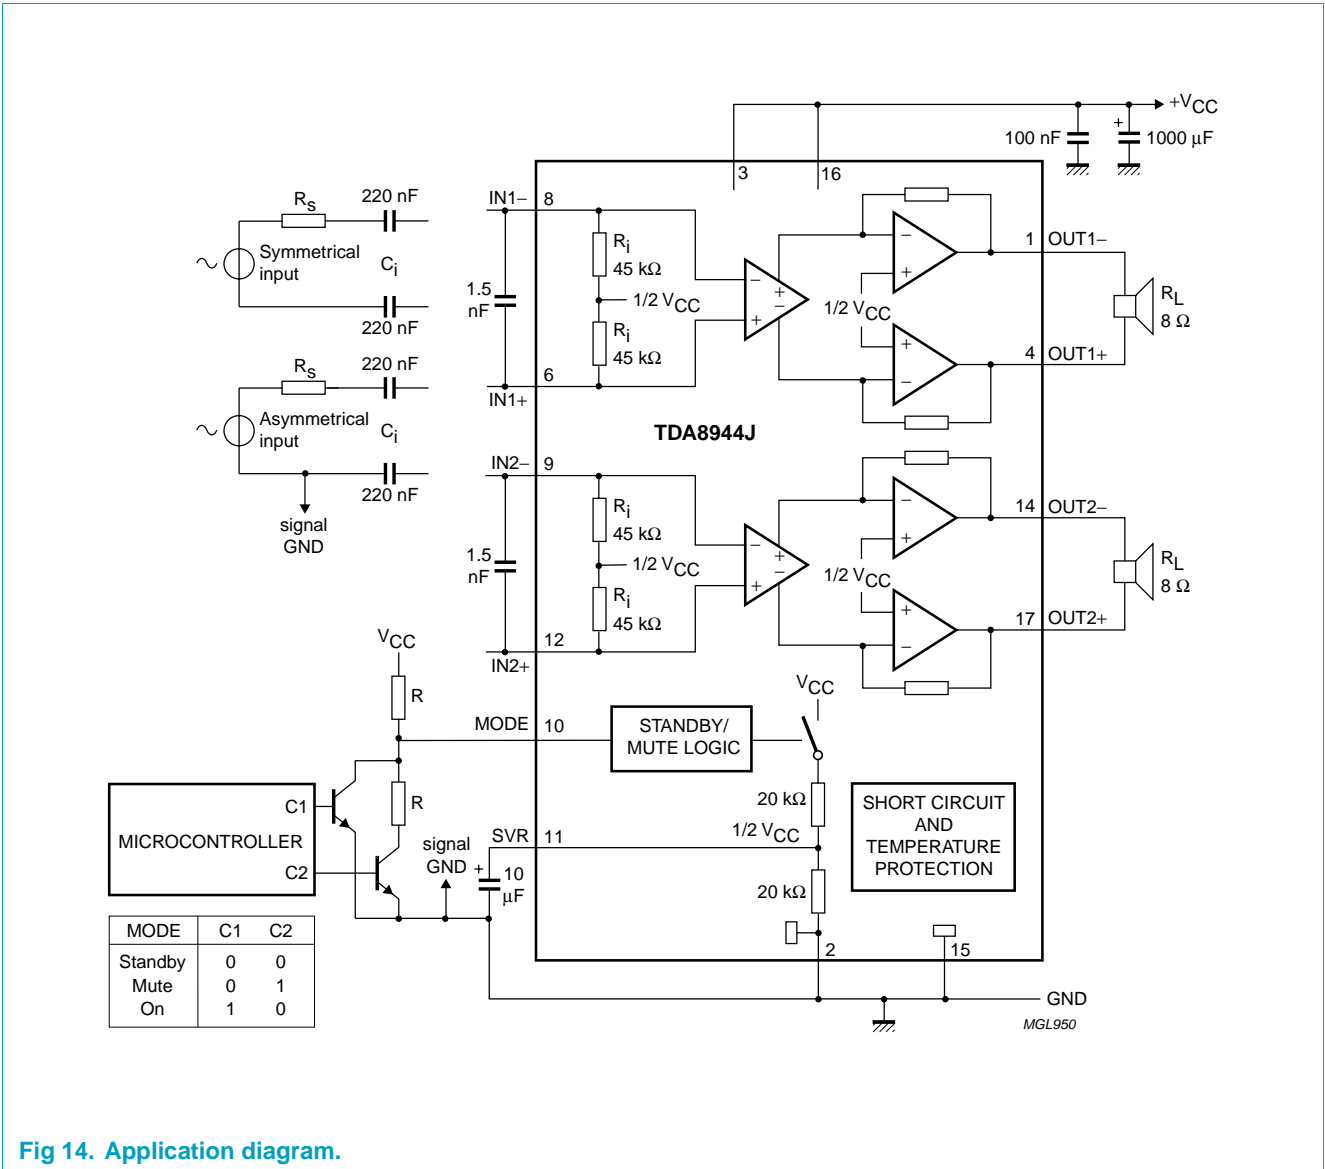 +VCC
100 nF
+
1000 μF
3
16
220 nF
RS
IN1−
8
Symmetrical
input
Ci
Ri
45 kΩ
1.5
nF
1/2 VCC
Ri
45 kΩ
220 nF
−
+
+
−
−
+
1/2 VCC
+
−
1
OUT1−
RL
8 Ω
4
OUT1+
220 nF
RS
6
IN1+
Asymmetrical
input
Ci
220 nF
signal
GND
TDA8944J
IN2−
9
Ri
45 kΩ
1.5
nF
1/2 VCC
Ri
45 kΩ
−
+
+
−
−
+
1/2 VCC
+
−
14
OUT2−
RL
8 Ω
17
OUT2+
12
IN2+
VCC
R
MODE
10
STANDBY/
MUTE LOGIC
VCC
R
C1
MICROCONTROLLER
C2
signal
GND
SVR
11
+
10
μF
20 kΩ
1/2 VCC
20 kΩ
SHORT CIRCUIT
AND
TEMPERATURE
PROTECTION
MODE C1 C2
Standby 0 0
Mute 0 1
On 1 0
2
15
GND
MGL950
Fig 14. Application diagram.